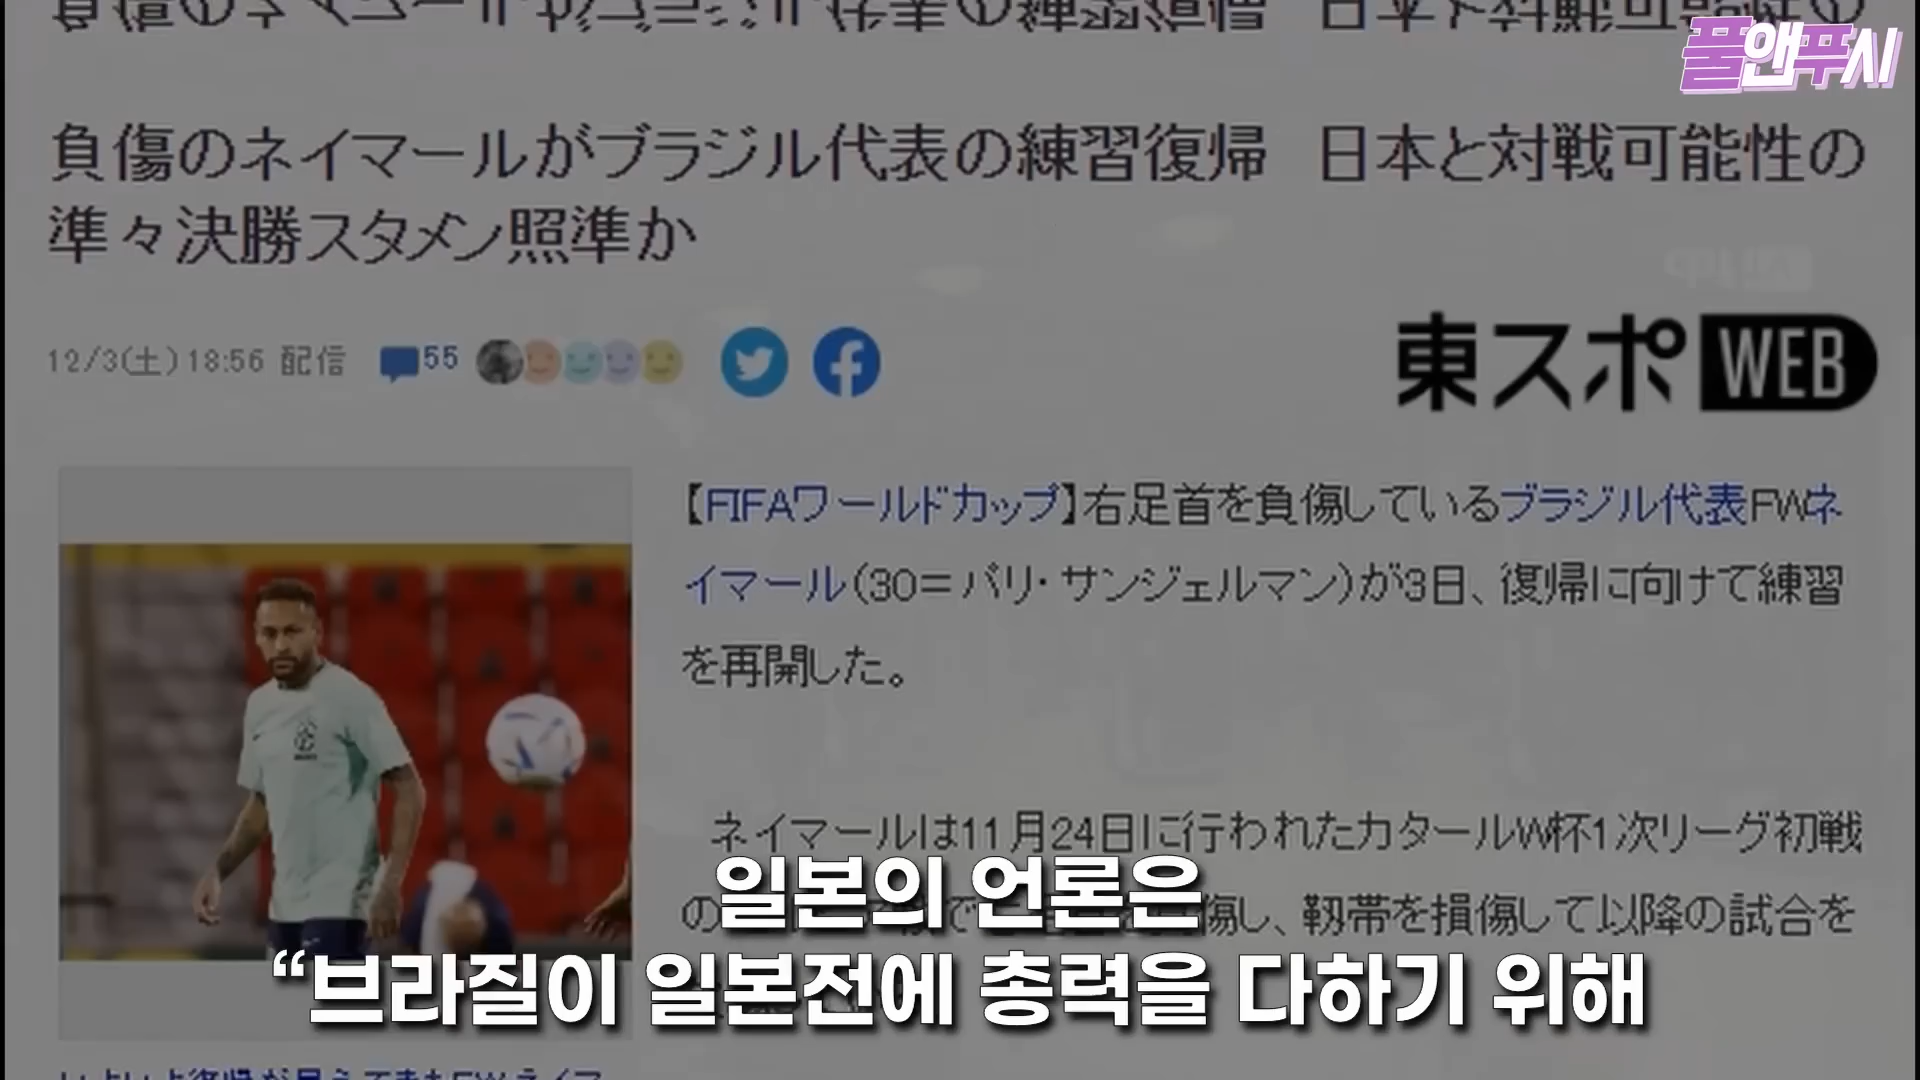 풀앤푸시
負傷のネイマールがブラジル代表の練習復帰 日本と対戦可能性の
準々決勝スタメン照準か
12/3(土) 18:56 配信 55
東スポ WEB
【FIFAワールドカップ】右足首を負傷しているブラジル代表FWネ
イマール(30=パリ・サンジェルマン)が3日、復帰に向けて練習
を再開した。
ネイマールは11月24日に行われたカタールW杯1次リーグ初戦
の 傷し、靱帯を損傷して以降の試合を
일본의 언론은
“브라질이 일본전에 총력을 다하기 위해